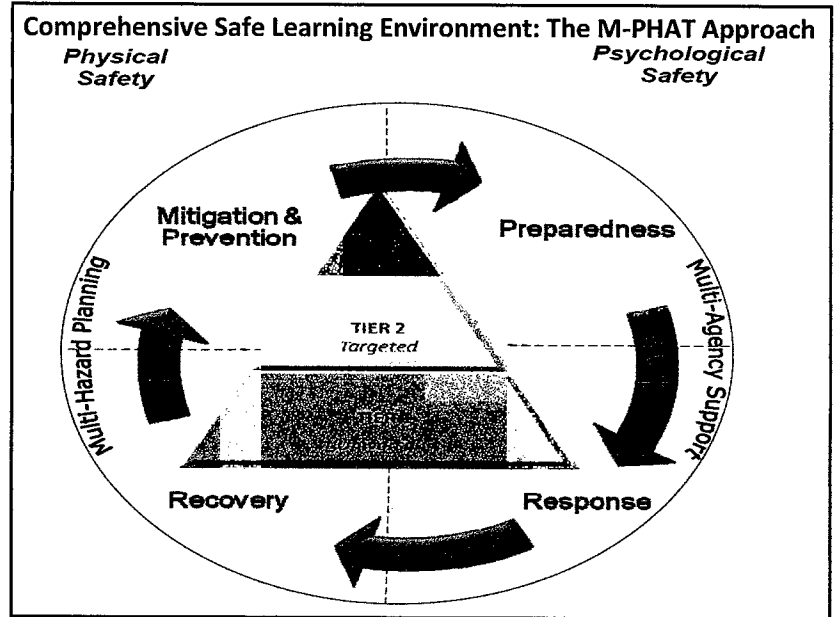 Comprehensive Safe Learning Environment: The M-PHAT Approach
Physical
Safety
Psychological
Safety
Mitigation &
Prevention
Preparedness
Multi-Hazard Planning
Multi-Agency Support
TIER 2
Targeted
Recovery
Response